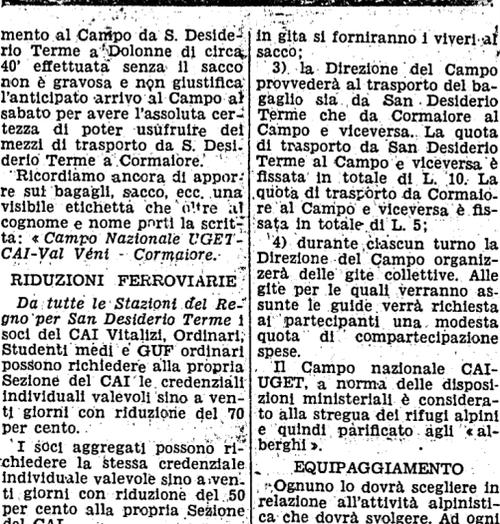 mento al Campo da S. Deside-
rio Terme a Dolonne di circa
40' effettuata senza il sacco
non è gravosa e non giustifica
l'anticipato arrivo al Campo al
sabato per avere l'assoluta cer-
tezza di poter usufruire dei
mezzi di trasporto da S. Desi-
derio Terme a Cormaiore.
Ricordiamo ancora di appor-
re sui bagagli, sacco, ecc. una
visibile etichetta che oltre al
cognome e nome porti la scrit-
ta: « Campo Nazionale UGET-
CAI-Val Véni - Cormaiore.
RIDUZIONI FERROVIARIE
Da tutte le Stazioni del Re-
gno per San Desiderio Terme i
soci del CAI Vitalizi, Ordinari,
Studenti medi e GUF ordinari
possono richiedere alla propria
Sezione del CAI le credenziali
individuali valevoli sino a ven-
ti giorni con riduzione del 70
per cento.
I soci aggregati possono ri-
chiedere la stessa credenziale
individuale valevole sino a ven-
ti giorni con riduzione del 50
per cento alla propria Sezione
del CAI.
in gita si forniranno i viveri al
sacco;
3) la Direzione del Campo
provvederà al trasporto del ba-
gaglio sia da San Desiderio
Terme che da Cormaiore al
Campo e viceversa. La quota
di trasporto da San Desiderio
Terme al Campo e viceversa è
fissata in totale di L. 10. La
quota di trasporto da Cormaio-
re al Campo e viceversa è fis-
sata in totale di L. 5;
4) durante ciascun turno la
Direzione del Campo organiz-
zerà delle gite collettive. Alle
gite per le quali verranno as-
sunte le guide verrà richiesta
ai partecipanti una modesta
quota di compartecipazione
spese.
Il Campo nazionale CAI-
UGET, a norma delle disposi-
zioni ministeriali è considera-
to alla stregua dei rifugi alpini
e quindi parificato agli « al-
berghi ».
EQUIPAGGIAMENTO
Ognuno lo dovrà scegliere in
relazione all'attività alpinisti-
ca che dovrà svolgere. Ad ogni